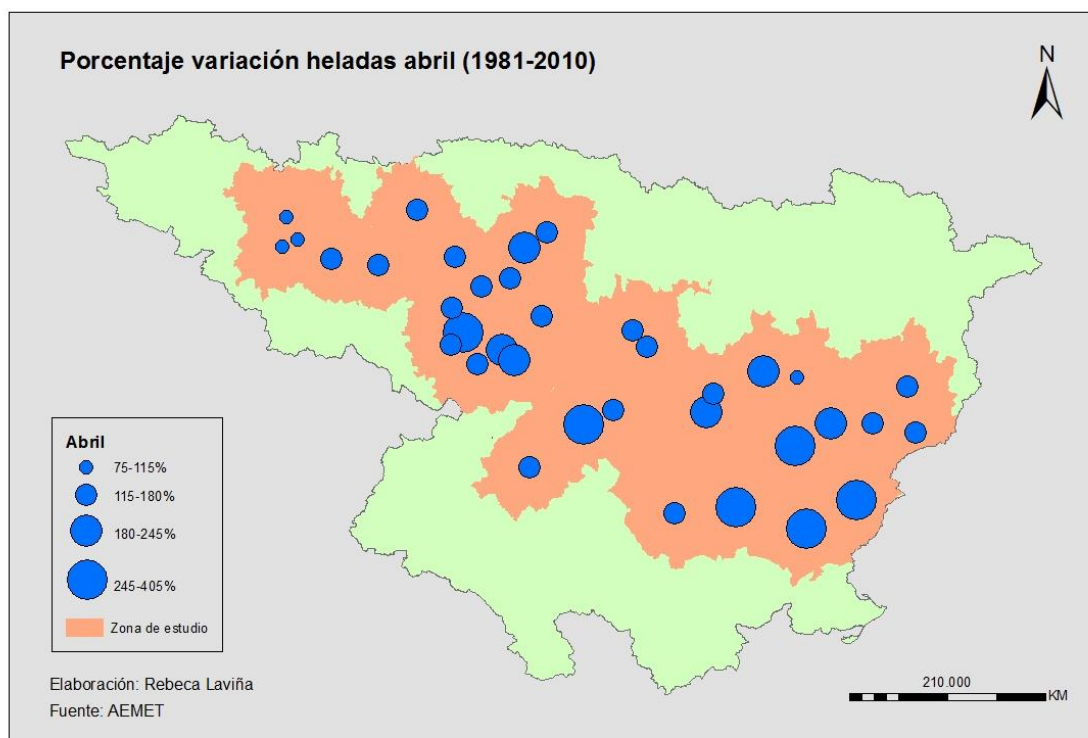 Porcentaje variación heladas abril (1981-2010)
N
Abril
75-115%
115-180%
180-245%
245-405%
Zona de estudio
Elaboración: Rebeca Laviña
Fuente: AEMET
210.000
KM